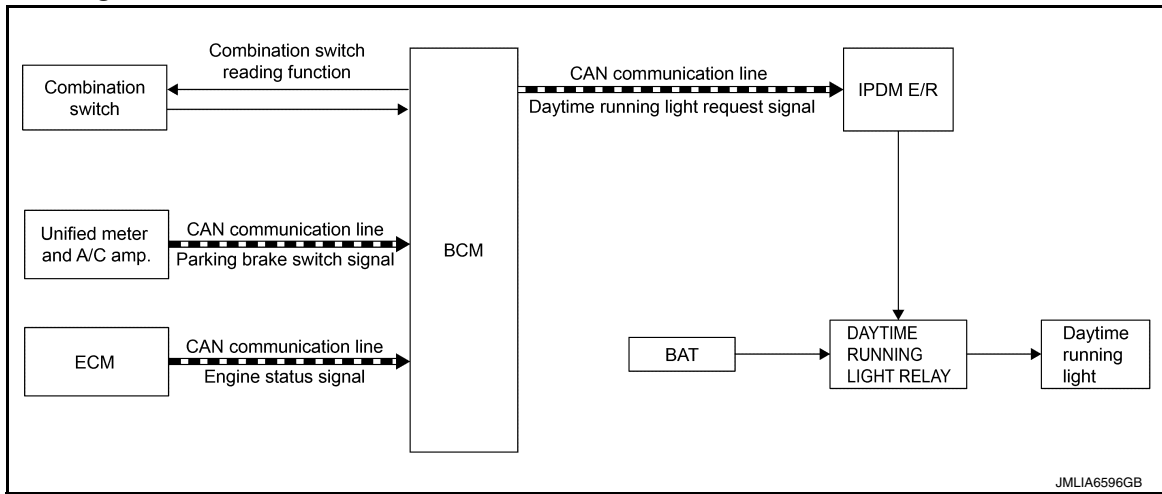 Combination switch
reading function
Combination
switch
CAN communication line
Daytime running light request signal
IPDM E/R
Unified meter
and A/C amp.
CAN communication line
Parking brake switch signal
BCM
ECM
CAN communication line
Engine status signal
BAT
DAYTIME
RUNNING
LIGHT RELAY
Daytime
running
light
JMLIA6596GB